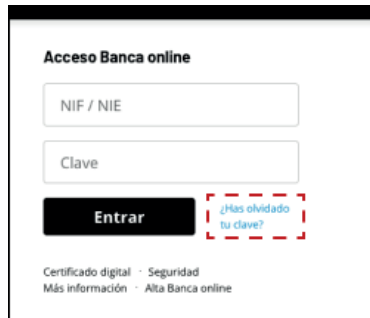 Acceso Banca online
NIF / NIE
Clave
Entrar
¿Has olvidado
tu clave?
Certificado digital · Seguridad
Más información · Alta Banca online